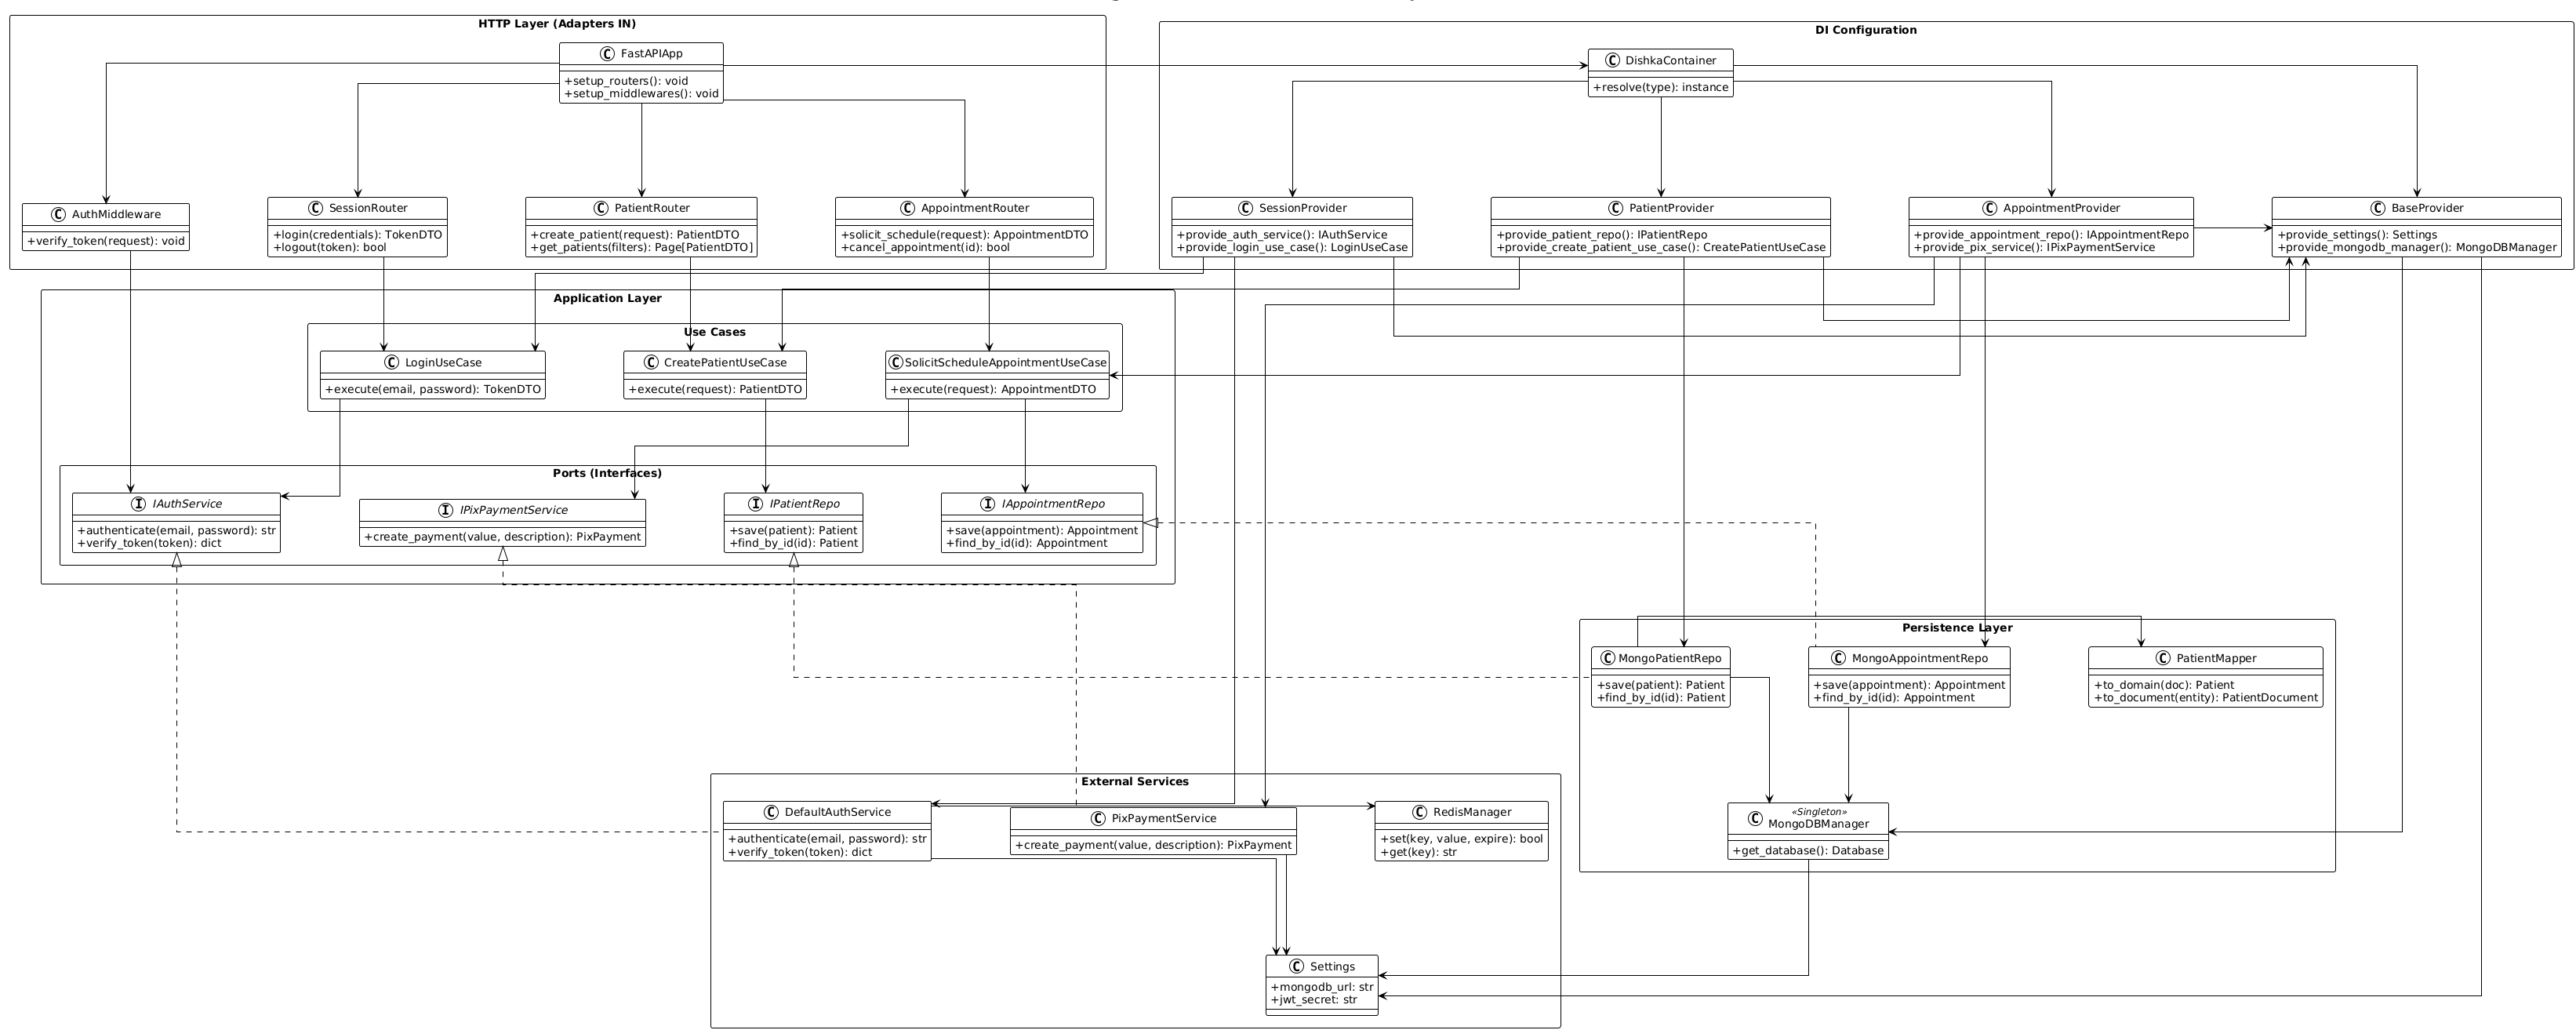 HTTP Layer (Adapters IN)
C FastAPIApp
+setup_routers(): void
+setup_middlewares(): void
C AuthMiddleware
+verify_token(request): void
C SessionRouter
+login(credentials): TokenDTO
+logout(token): bool
C PatientRouter
+create_patient(request): PatientDTO
+get_patients(filters): Page[PatientDTO]
C AppointmentRouter
+solicit_schedule(request): AppointmentDTO
+cancel_appointment(id): bool
DI Configuration
C DishkaContainer
+resolve(type): instance
C SessionProvider
+provide_auth_service(): IAuthService
+provide_login_use_case(): LoginUseCase
C PatientProvider
+provide_patient_repo(): IPatientRepo
+provide_create_patient_use_case(): CreatePatientUseCase
C AppointmentProvider
+provide_appointment_repo(): IAppointmentRepo
+provide_pix_service(): IPixPaymentService
C BaseProvider
+provide_settings(): Settings
+provide_mongodb_manager(): MongoDBManager
Application Layer
Use Cases
C LoginUseCase
+execute(email, password): TokenDTO
C CreatePatientUseCase
+execute(request): PatientDTO
C SolicitScheduleAppointmentUseCase
+execute(request): AppointmentDTO
Ports (Interfaces)
I IAuthService
+authenticate(email, password): str
+verify_token(token): dict
I IPixPaymentService
+create_payment(value, description): PixPayment
I IPatientRepo
+save(patient): Patient
+find_by_id(id): Patient
I IAppointmentRepo
+save(appointment): Appointment
+find_by_id(id): Appointment
Persistence Layer
C MongoPatientRepo
+save(patient): Patient
+find_by_id(id): Patient
C MongoAppointmentRepo
+save(appointment): Appointment
+find_by_id(id): Appointment
C PatientMapper
+to_domain(doc): Patient
+to_document(entity): PatientDocument
«Singleton»
C MongoDBManager
+get_database(): Database
External Services
C DefaultAuthService
+authenticate(email, password): str
+verify_token(token): dict
C PixPaymentService
+create_payment(value, description): PixPayment
C RedisManager
+set(key, value, expire): bool
+get(key): str
C Settings
+mongodb_url: str
+jwt_secret: str